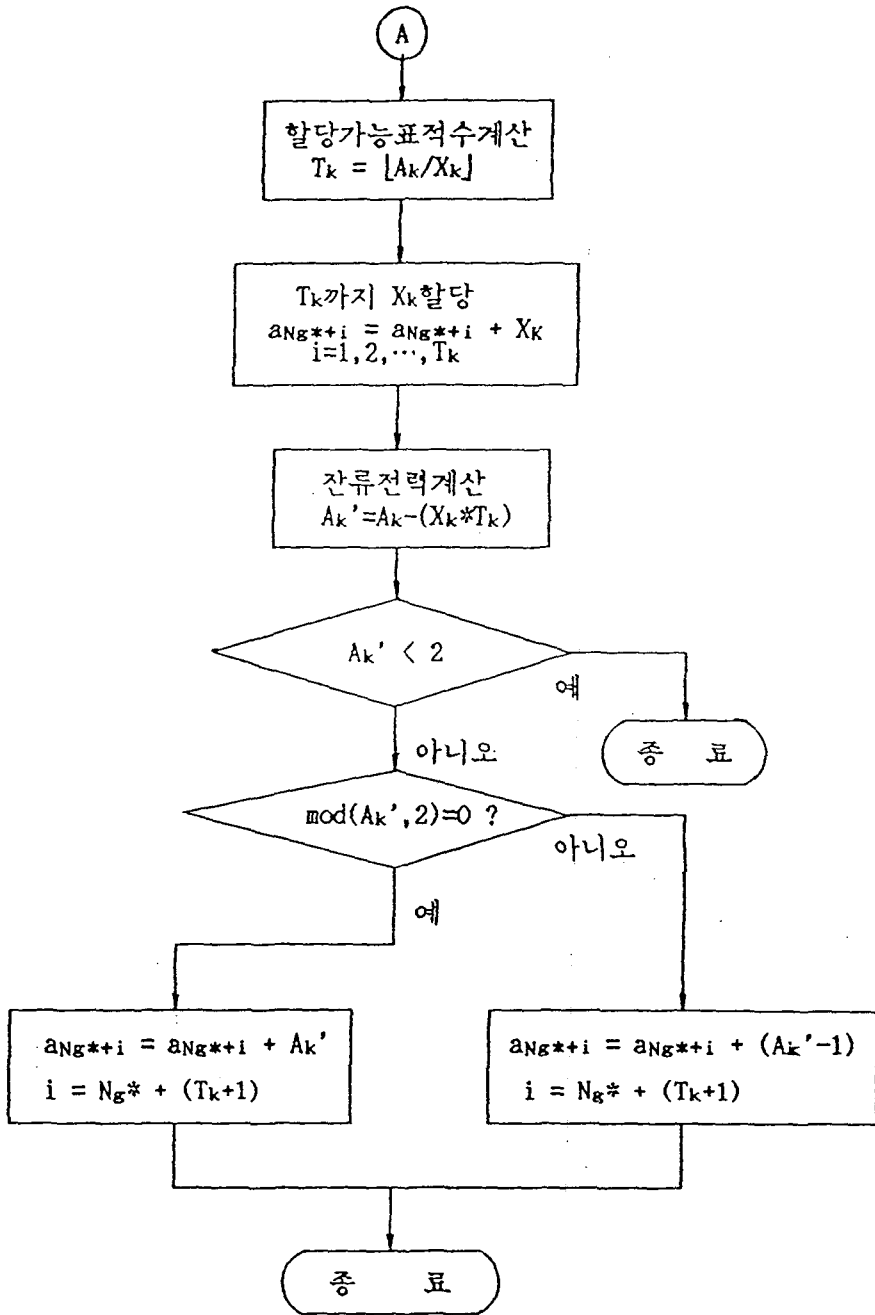 A
할당가능표적수계산
Tk = ⌊Ak/Xk⌋
Tk까지 Xk할당
aNg*+i = aNg*+i + XK
i=1,2,…,Tk
잔류전력계산
Ak'=Ak-(Xk*Tk)
Ak' < 2
예
종 료
아니오
mod(Ak',2)=0 ?
아니오
예
aNg*+i = aNg*+i + Ak'
i = Ng* + (Tk+1)
aNg*+i = aNg*+i + (Ak'-1)
i = Ng* + (Tk+1)
종 료